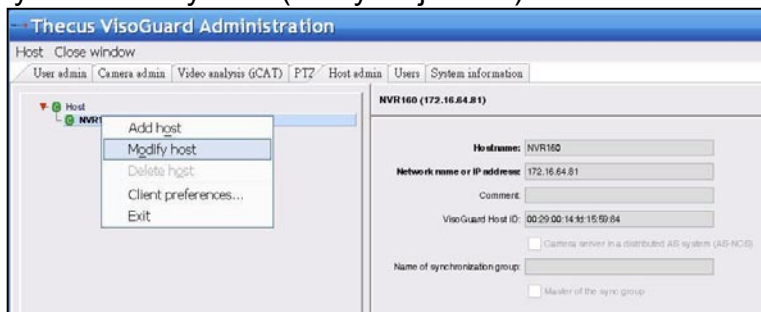 Thecus VisoGuard Administration
Host Close window
User admin Camera admin Video analysis (iCAT) PTZ Host admin Users System information
Host
NVR160 (172.16.64.81)
Add host
Modify host
Delete host
Client preferences...
Exit
Hostname: NVR160
Network name or IP address: 172.16.64.81
Comment:
VisoGuard Host ID: 00:29:00:14:fd:15:59:84
Camera server in a distributed AS system (AS-NCS)
Name of synchronization group:
Master of the sync group